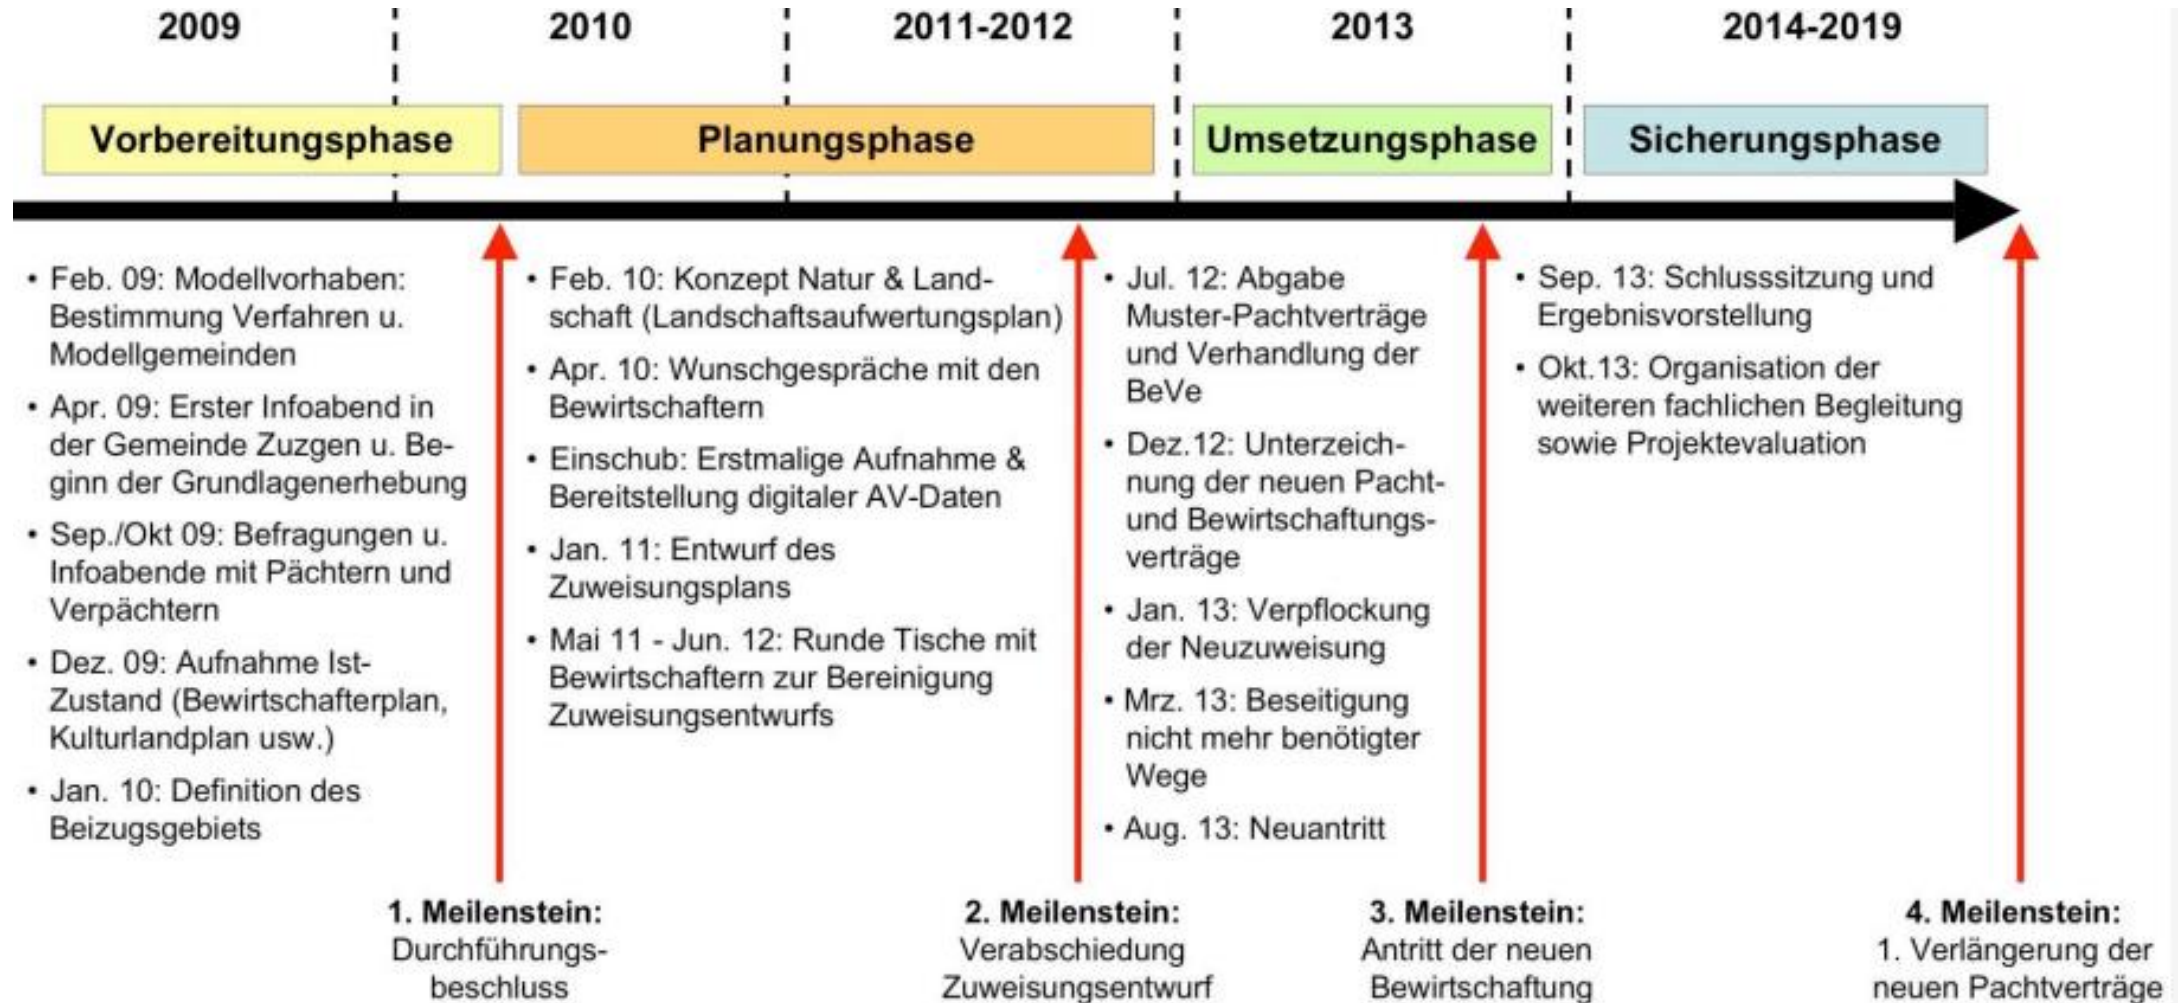 2009
2010
2011-2012
2013
2014-2019
Vorbereitungsphase
Planungsphase
Umsetzungsphase
Sicherungsphase
• Feb. 09: Modellvorhaben:
Bestimmung Verfahren u.
Modellgemeinden
• Apr. 09: Erster Infoabend in
der Gemeinde Zuzgen u. Be-
ginn der Grundlagenerhebung
• Sep./Okt 09: Befragungen u.
Infoabende mit Pächtern und
Verpächtern
• Dez. 09: Aufnahme Ist-
Zustand (Bewirtschafterplan,
Kulturlandplan usw.)
• Jan. 10: Definition des
Beizugsgebiets
• Feb. 10: Konzept Natur & Land-
schaft (Landschaftsaufwertungsplan)
• Apr. 10: Wunschgespräche mit den
Bewirtschaftern
• Einschub: Erstmalige Aufnahme &
Bereitstellung digitaler AV-Daten
• Jan. 11: Entwurf des
Zuweisungsplans
• Mai 11 - Jun. 12: Runde Tische mit
Bewirtschaftern zur Bereinigung
Zuweisungsentwurfs
• Jul. 12: Abgabe
Muster-Pachtverträge
und Verhandlung der
BeVe
• Dez.12: Unterzeich-
nung der neuen Pacht-
und Bewirtschaftungs-
verträge
• Jan. 13: Verpflockung
der Neuzuweisung
• Mrz. 13: Beseitigung
nicht mehr benötigter
Wege
• Aug. 13: Neuantritt
• Sep. 13: Schlusssitzung und
Ergebnisvorstellung
• Okt.13: Organisation der
weiteren fachlichen Begleitung
sowie Projektevaluation
1. Meilenstein:
Durchführungs-
beschluss
2. Meilenstein:
Verabschiedung
Zuweisungsentwurf
3. Meilenstein:
Antritt der neuen
Bewirtschaftung
4. Meilenstein:
1. Verlängerung der
neuen Pachtverträge